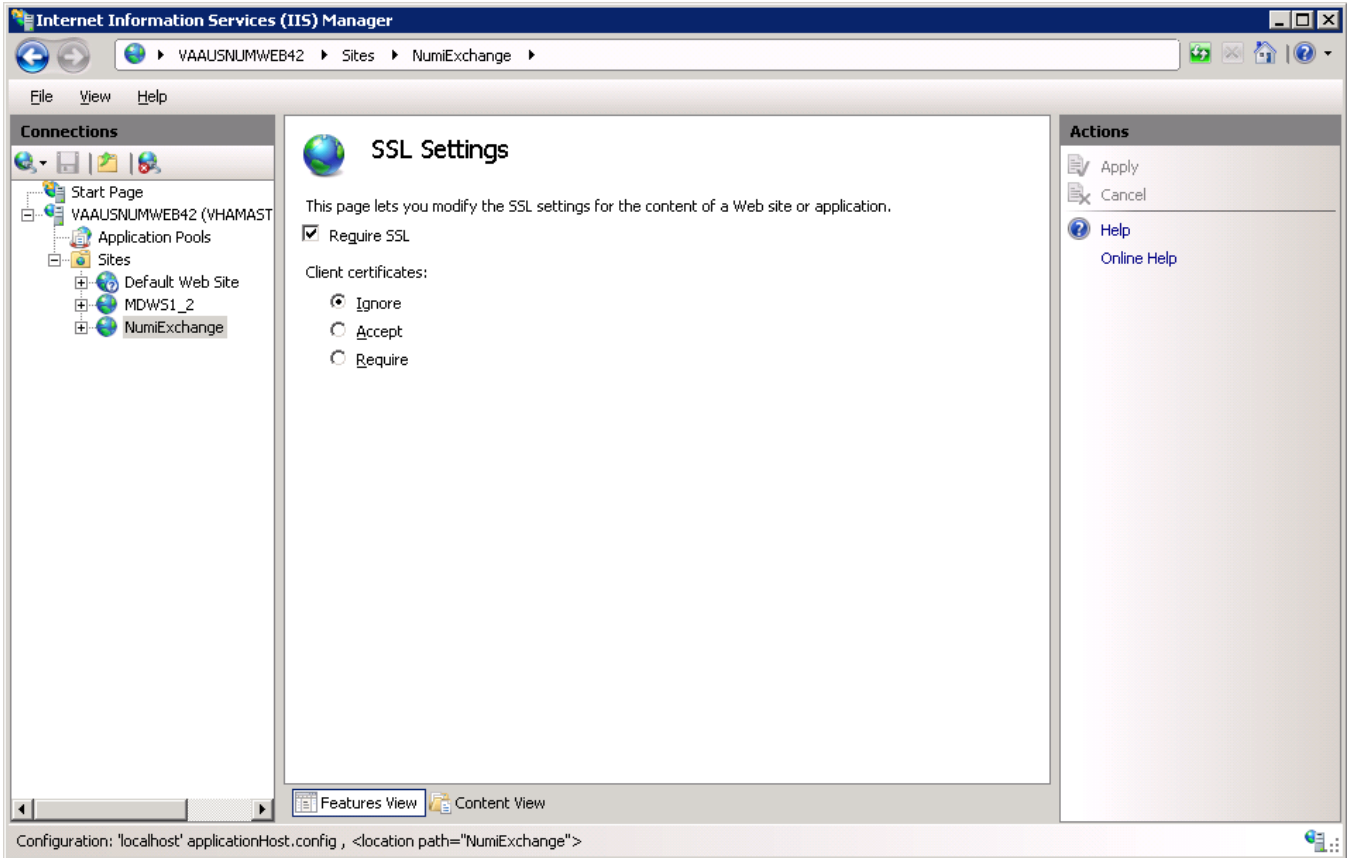 Internet Information Services (IIS) Manager
VAAUSNUMWEB42 Sites NumiExchange
File View Help
Connections
Start Page
VAAUSNUMWEB42 (VHAMAST
Application Pools
Sites
Default Web Site
MDWS1_2
NumiExchange
SSL Settings
This page lets you modify the SSL settings for the content of a Web site or application.
Require SSL
Client certificates:
Ignore
Accept
Require
Features View Content View
Actions
Apply
Cancel
Help
Online Help
Configuration: 'localhost' applicationHost.config , <location path="NumiExchange">